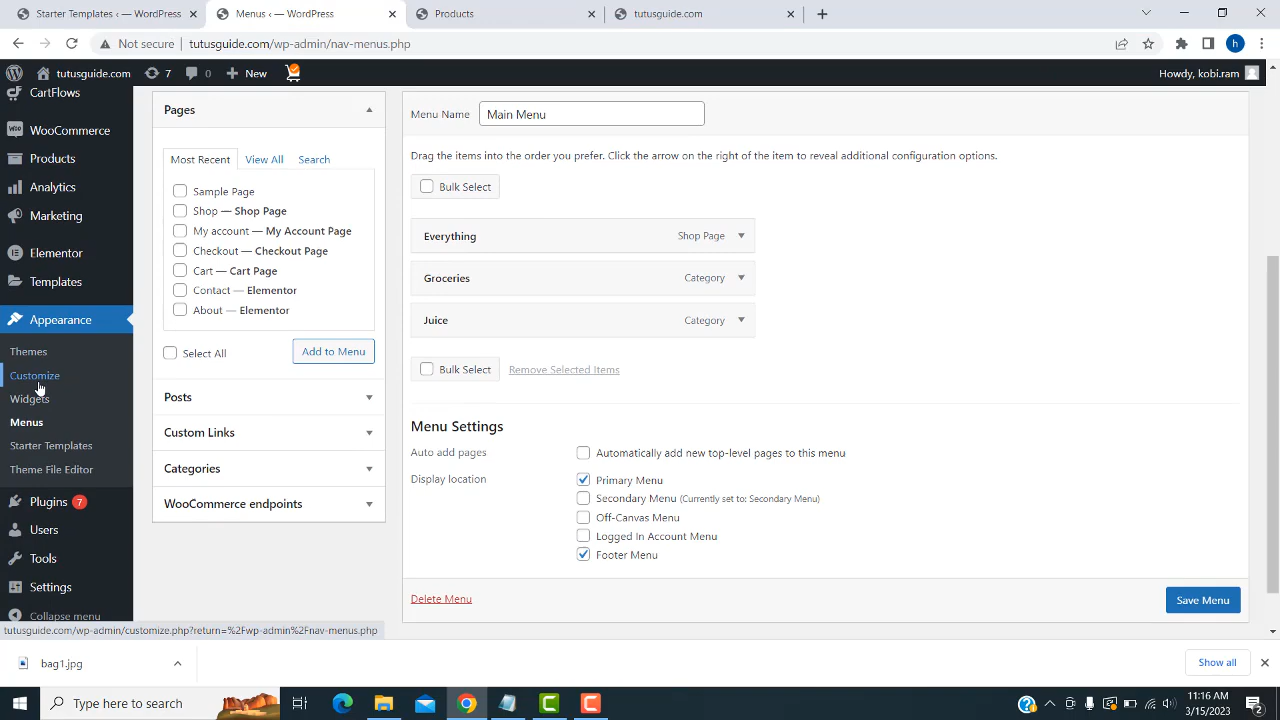 Starter Templates ‹ — WordPress
Menus ‹ — WordPress
Products
tutusguide.com
Not secure
tutusguide.com/wp-admin/nav-menus.php
h
tutusguide.com
7
0
New
Howdy, kobi.ram
CartFlows
WooCommerce
Products
Analytics
Marketing
Elementor
Templates
Appearance
Themes
Customize
Widgets
Menus
Starter Templates
Theme File Editor
Plugins 7
Users
Tools
Settings
Collapse menu
Pages
Most Recent
View All
Search
Sample Page
Shop — Shop Page
My account — My Account Page
Checkout — Checkout Page
Cart — Cart Page
Contact — Elementor
About — Elementor
Select All
Add to Menu
Posts
Custom Links
Categories
WooCommerce endpoints
Menu Name
Main Menu
Drag the items into the order you prefer. Click the arrow on the right of the item to reveal additional configuration options.
Bulk Select
Everything
Shop Page
Groceries
Category
Juice
Category
Bulk Select
Remove Selected Items
Menu Settings
Auto add pages
Automatically add new top-level pages to this menu
Display location
Primary Menu
Secondary Menu (Currently set to: Secondary Menu)
Off-Canvas Menu
Logged In Account Menu
Footer Menu
Delete Menu
Save Menu
tutusguide.com/wp-admin/customize.php?return=%2Fwp-admin%2Fnav-menus.php
bag1.jpg
Show all
Type here to search
11:16 AM
3/15/2023
2